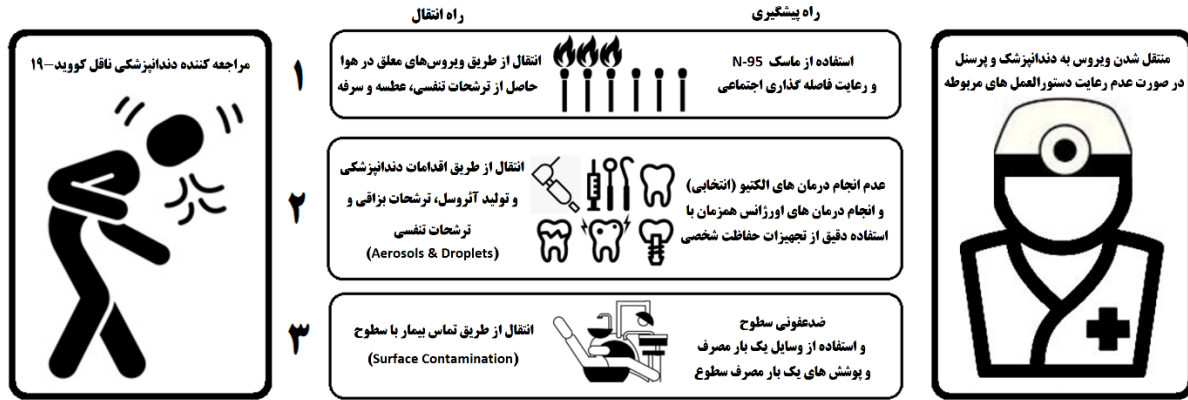 راه پیشگیری
راه انتقال
منتقل شدن ویروس به دندانپزشک و پرسنل
در صورت عدم رعایت دستورالعمل های مربوطه
مراجعه کننده دندانپزشکی ناقل کووید-۱۹
۱
استفاده از ماسک N-95
و رعایت فاصله گذاری اجتماعی
انتقال از طریق ویروس‌های معلق در هوا
حاصل از ترشحات تنفسی، عطسه و سرفه
۲
عدم انجام درمان های الکتیو (انتخابی)
و انجام درمان های اورژانس همزمان با
استفاده دقیق از تجهیزات حفاظت شخصی
انتقال از طریق اقدامات دندانپزشکی
و تولید آئروسل، ترشحات بزاقی و
ترشحات تنفسی
(Aerosols & Droplets)
۳
ضدعفونی سطوح
و استفاده از وسایل یک بار مصرف
و پوشش های یک بار مصرف سطوع
انتقال از طریق تماس بیمار با سطوح
(Surface Contamination)